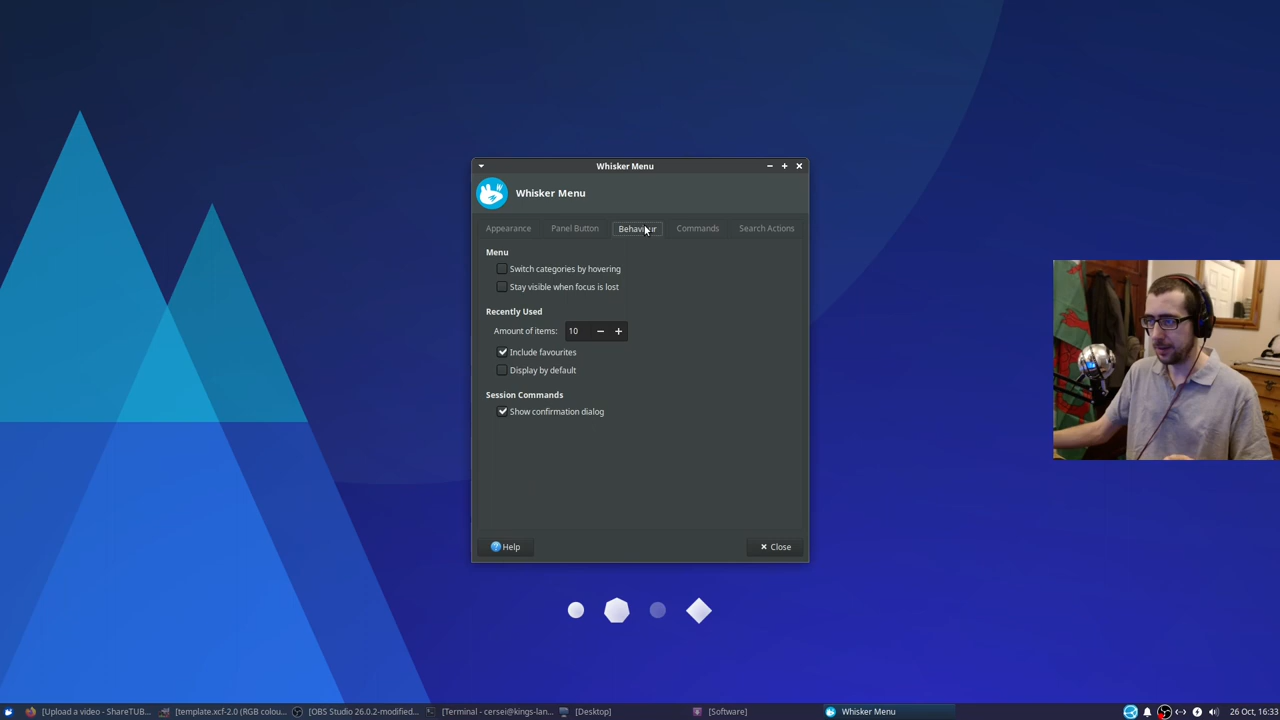 Whisker Menu
Whisker Menu
Appearance
Panel Button
Behaviour
Commands
Search Actions
Menu
Switch categories by hovering
Stay visible when focus is lost
Recently Used
Amount of items: 10
Include favourites
Display by default
Session Commands
Show confirmation dialog
Help
Close
[Upload a video - ShareTUB...
[template.xcf-2.0 (RGB colou...
[OBS Studio 26.0.2-modified...
[Terminal - cersei@kings-lan...
[Desktop]
[Software]
Whisker Menu
26 Oct, 16:33